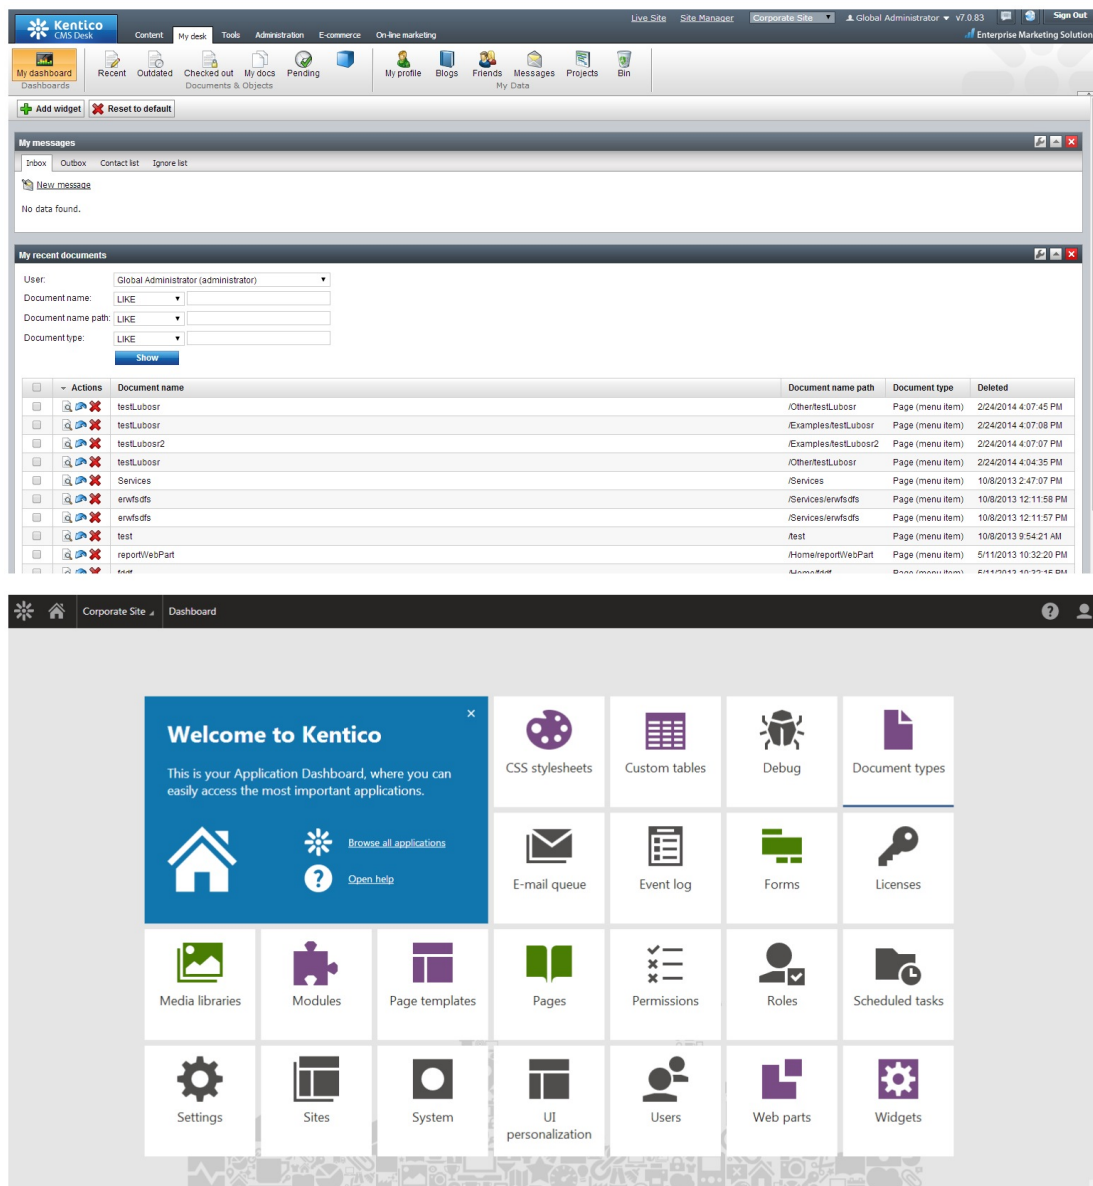 Live Site Site Manager Corporate Site Global Administrator v7.0.83 Sign Out
Kentico
CMS Desk
Content My desk Tools Administration E-commerce On-line marketing
Enterprise Marketing Solution
My dashboard Recent Outdated Checked out My docs Pending My profile Blogs Friends Messages Projects Bin
Dashboards Documents & Objects My Data
Add widget Reset to default
My messages
Inbox Outbox Contact list Ignore list
New message
No data found.
My recent documents
User: Global Administrator (administrator)
Document name: LIKE
Document name path: LIKE
Document type: LIKE
Show
Actions Document name Document name path Document type Deleted
testLubosr /Other/testLubosr Page (menu item) 2/24/2014 4:07:45 PM
testLubosr /Examples/testLubosr Page (menu item) 2/24/2014 4:07:08 PM
testLubosr2 /Examples/testLubosr2 Page (menu item) 2/24/2014 4:07:07 PM
testLubosr /Other/testLubosr Page (menu item) 2/24/2014 4:04:35 PM
Services /Services Page (menu item) 10/8/2013 2:47:07 PM
erwfsdfs /Services/erwfsdfs Page (menu item) 10/8/2013 12:11:58 PM
erwfsdfs /Services/erwfsdfs Page (menu item) 10/8/2013 12:11:57 PM
test /test Page (menu item) 10/8/2013 9:54:21 AM
reportWebPart /Home/reportWebPart Page (menu item) 5/11/2013 10:32:20 PM
Page (menu item) 5/11/2013 10:32:15 PM
Corporate Site Dashboard
Welcome to Kentico
This is your Application Dashboard, where you can
easily access the most important applications.
Browse all applications
Open help
CSS stylesheets Custom tables Debug Document types
E-mail queue Event log Forms Licenses
Media libraries Modules Page templates Pages Permissions Roles Scheduled tasks
Settings Sites System UI personalization Users Web parts Widgets